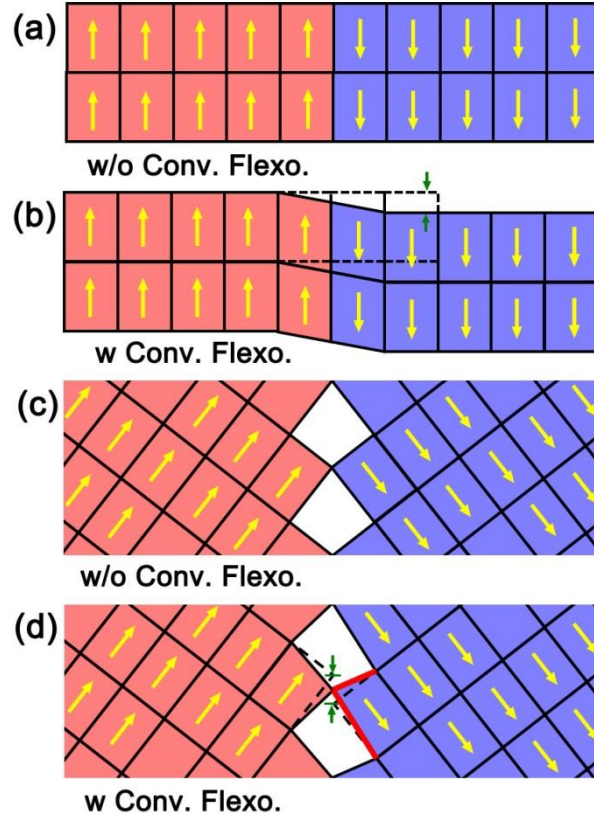 (a)
w/o Conv. Flexo.
(b)
w Conv. Flexo.
(c)
w/o Conv. Flexo.
(d)
w Conv. Flexo.